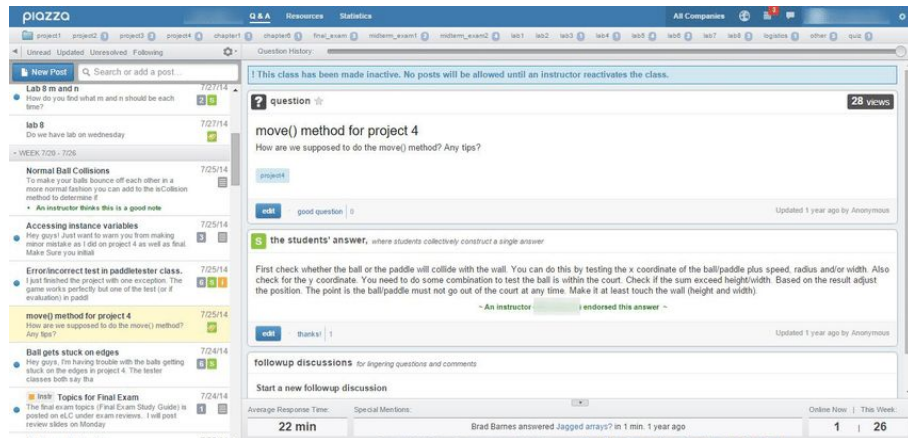 piazza Q & A Resources Statistics All Companies 3
project1 project2 project3 project4 chapter1 chapter8 final_exam midterm_exam1 midterm_exam2 lab1 lab2 lab3 lab4 lab5 lab6 lab7 lab8 logistics other quiz
Unread Updated Unresolved Following
Question History:
New Post Search or add a post...
! This class has been made inactive. No posts will be allowed until an instructor reactivates the class.
Lab 8 m and n 7/27/14
How do you find what m and n should be each
time?
2 S
lab 8 7/27/14
Do we have lab on wednesday
WEEK 7/20 - 7/26
Normal Ball Collisions 7/25/14
To make your balls bounce off each other in a
more normal fashion you can add to the isCollision
method to determine if
• An instructor thinks this is a good note
Accessing instance variables 7/25/14
Hey guys! Just want to warn you from making
minor mistake as I did on project 4 as well as final.
Make Sure you initiali
3
Error/incorrect test in paddletester class. 7/25/14
I just finished the project with one exception. The
game works perfectly but one of the test (or if
evaluation) in paddl
6 S i
move() method for project 4 7/25/14
How are we supposed to do the move() method?
Any tips?
Ball gets stuck on edges 7/24/14
Hey guys, I'm having trouble with the balls getting
stuck on the edges in project 4. The tester
classes both say tha
6 S
Instr Topics for Final Exam 7/24/14
The final exam topics (Final Exam Study Guide) is
posted on eLC under exam reviews. I will post
review slides on Monday
1
? question 28 views
move() method for project 4
How are we supposed to do the move() method? Any tips?
project4
edit good question 0 Updated 1 year ago by Anonymous
S the students' answer, where students collectively construct a single answer
First check whether the ball or the paddle will collide with the wall. You can do this by testing the x coordinate of the ball/paddle plus speed, radius and/or width. Also
check for the y coordinate. You need to do some combination to test the ball is within the court. Check if the sum exceed height/width. Based on the result adjust
the position. The point is the ball/paddle must not go out of the court at any time. Make it at least touch the wall (height and width).
~ An instructor endorsed this answer ~
edit thanks! 1 Updated 1 year ago by Anonymous
followup discussions for lingering questions and comments
Start a new followup discussion
Average Response Time: Special Mentions: Online Now | This Week:
22 min Brad Barnes answered Jagged arrays? in 1 min. 1 year ago 1 | 26